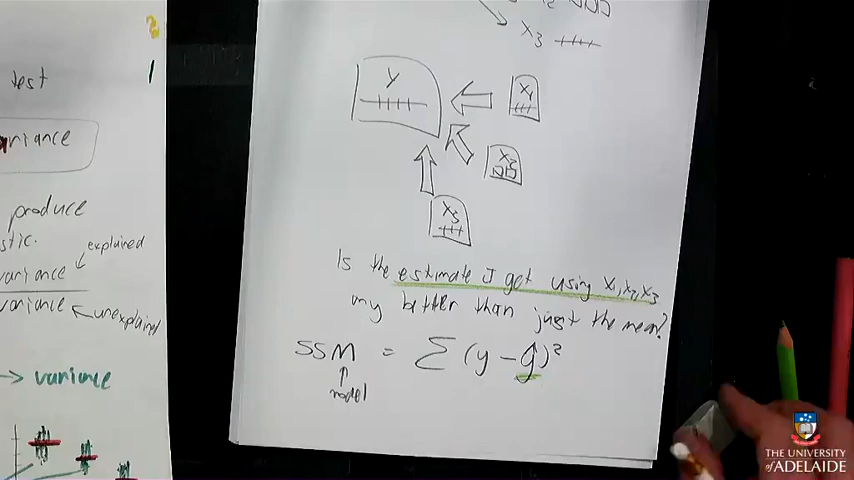 test
variance
produce
stic.
explained
variance
variance
unexplained
→ variance
x3
y
x1
x2
x3
Is the estimate I get using x1,x2,x3
any better than just the mean?
SSM = Σ(y-ŷ)²
model
THE UNIVERSITY
of ADELAIDE